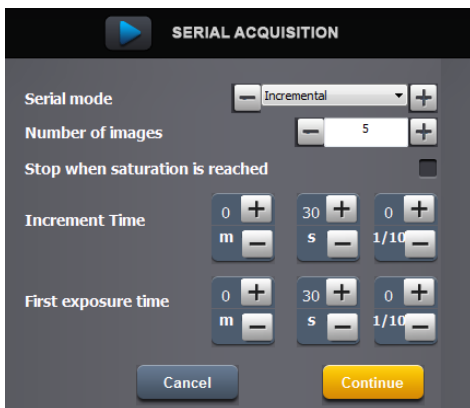 SERIAL ACQUISITION
Serial mode Incremental
Number of images 5
Stop when saturation is reached
Increment Time 0 m 30 s 0 1/10
First exposure time 0 m 30 s 0 1/10
Cancel Continue